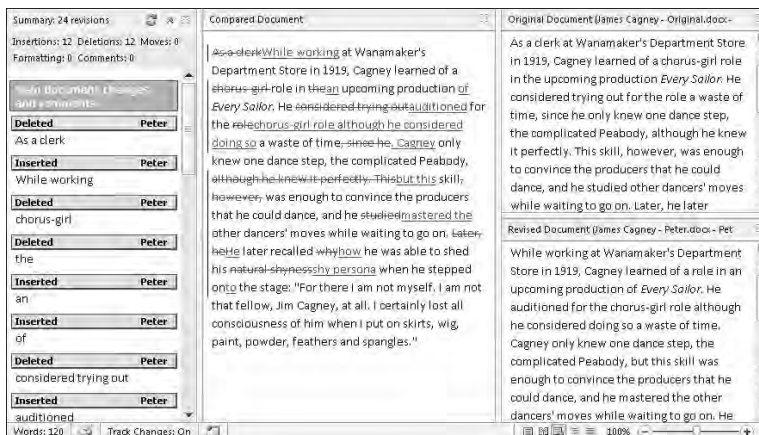 Summary: 24 revisions
Insertions: 12 Deletions: 12 Moves: 0
Formatting: 0 Comments: 0
Main document changes
and comments
Deleted Peter
As a clerk
Inserted Peter
While working
Deleted Peter
chorus-girl
Deleted Peter
the
Inserted Peter
an
Inserted Peter
of
Deleted Peter
considered trying out
Inserted Peter
auditioned
Words: 120
Track Changes: On
Compared Document
As a clerkWhile working at Wanamaker's
Department Store in 1919, Cagney learned of a
chorus-girl role in thean upcoming production of
Every Sailor. He considered trying outauditioned for
the rolechorus-girl role although he considered
doing so a waste of time, since he. Cagney only
knew one dance step, the complicated Peabody,
although he knew it perfectly. Thisbut this skill,
however, was enough to convince the producers
that he could dance, and he studiedmastered the
other dancers' moves while waiting to go on. Later,
heHe later recalled whyhow he was able to shed
his natural shynessshy persona when he stepped
onto the stage: "For there I am not myself. I am not
that fellow, Jim Cagney, at all. I certainly lost all
consciousness of him when I put on skirts, wig,
paint, powder, feathers and spangles."
Original Document (James Cagney - Original.docx -
As a clerk at Wanamaker's Department Store
in 1919, Cagney learned of a chorus-girl role
in the upcoming production Every Sailor. He
considered trying out for the role a waste of
time, since he only knew one dance step,
the complicated Peabody, although he knew
it perfectly. This skill, however, was enough
to convince the producers that he could
dance, and he studied other dancers' moves
while waiting to go on. Later, he later
Revised Document (James Cagney - Peter.docx - Pet
While working at Wanamaker's Department
Store in 1919, Cagney learned of a role in an
upcoming production of Every Sailor. He
auditioned for the chorus-girl role although
he considered doing so a waste of time.
Cagney only knew one dance step, the
complicated Peabody, but this skill was
enough to convince the producers that he
could dance, and he mastered the other
dancers' moves while waiting to go on. He
100%